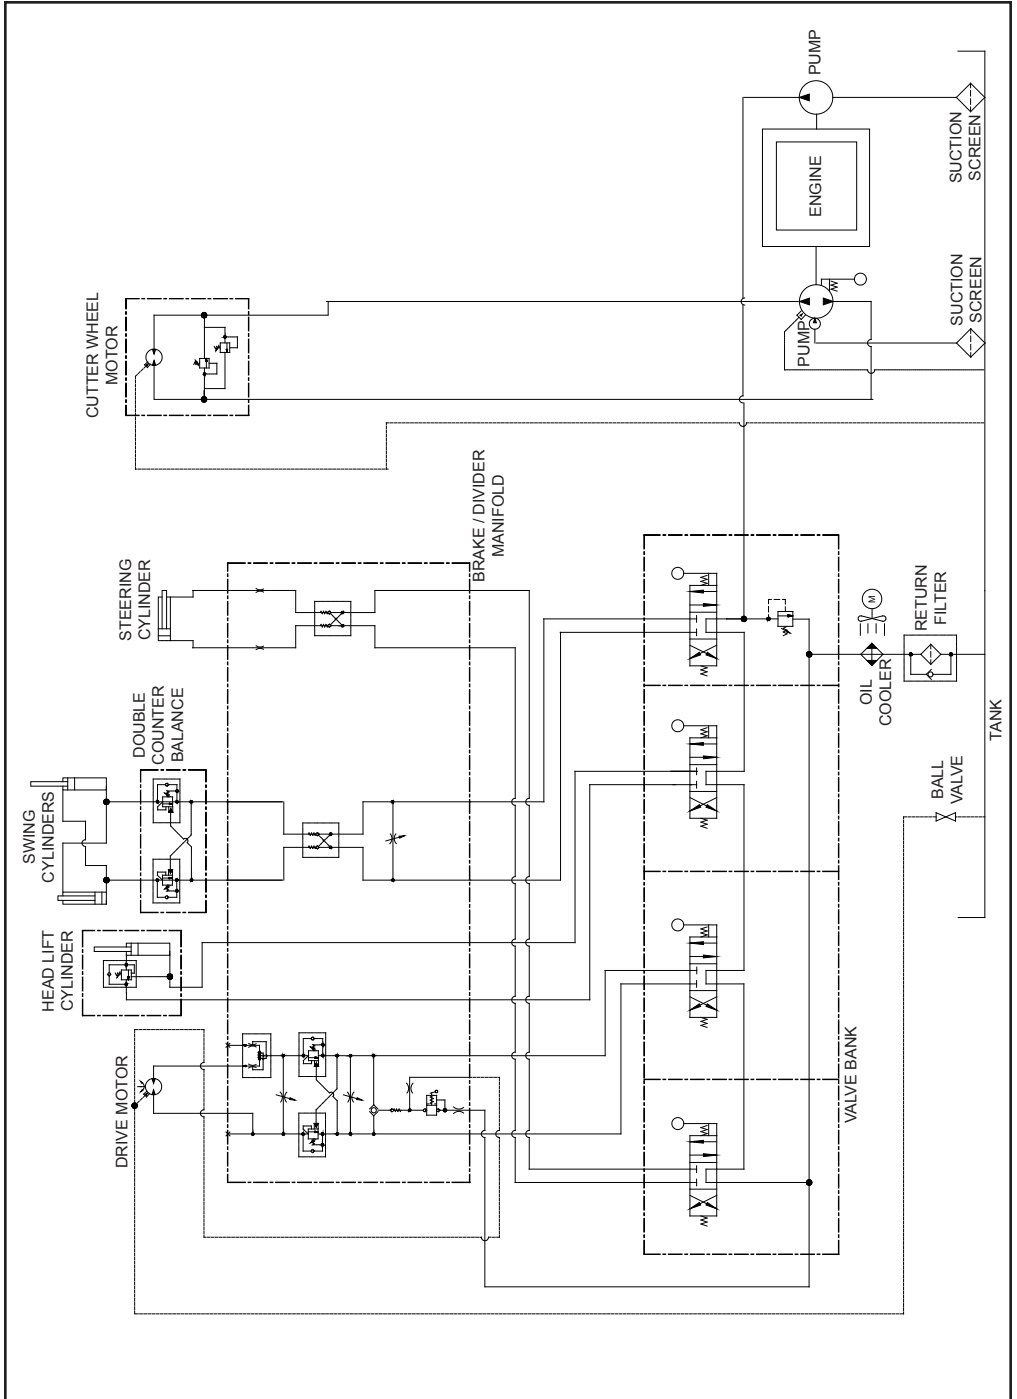 DRIVE MOTOR
HEAD LIFT
CYLINDER
SWING
CYLINDERS
DOUBLE
COUNTER
BALANCE
STEERING
CYLINDER
CUTTER WHEEL
MOTOR
BRAKE / DIVIDER
MANIFOLD
VALVE BANK
PUMP
ENGINE
PUMP
SUCTION
SCREEN
SUCTION
SCREEN
M
OIL
COOLER
RETURN
FILTER
BALL
VALVE
TANK